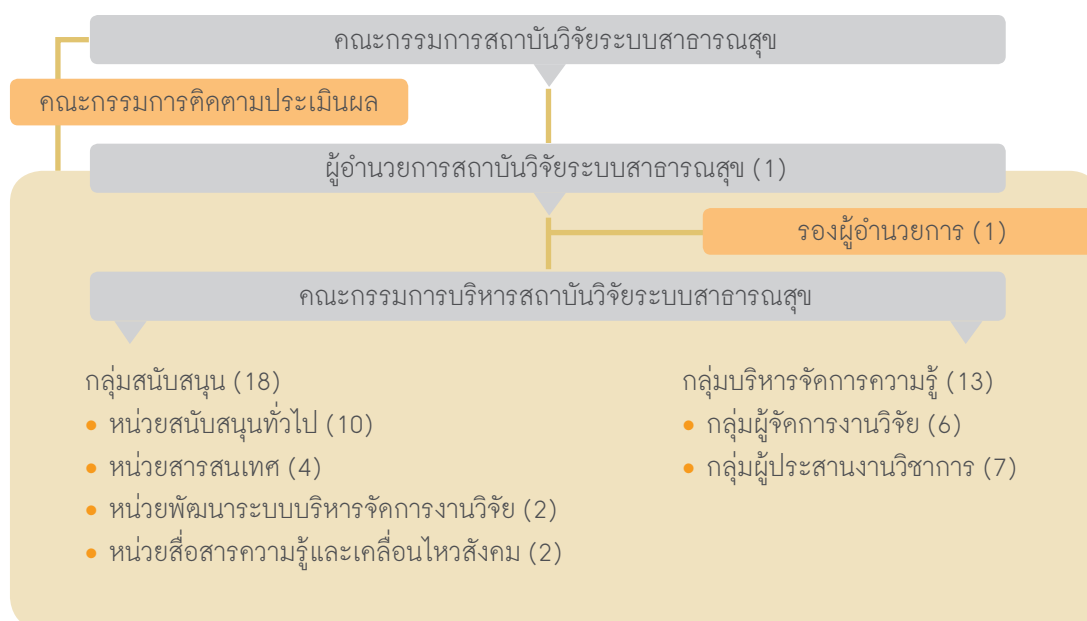 คณะกรรมการสถาบันวิจัยระบบสาธารณสุข
คณะกรรมการติดตามประเมินผล
ผู้อำนวยการสถาบันวิจัยระบบสาธารณสุข (1)
รองผู้อำนวยการ (1)
คณะกรรมการบริหารสถาบันวิจัยระบบสาธารณสุข
กลุ่มสนับสนุน (18)
• หน่วยสนับสนุนทั่วไป (10)
• หน่วยสารสนเทศ (4)
• หน่วยพัฒนาระบบบริหารจัดการงานวิจัย (2)
• หน่วยสื่อสารความรู้และเคลื่อนไหวสังคม (2)
กลุ่มบริหารจัดการความรู้ (13)
• กลุ่มผู้จัดการงานวิจัย (6)
• กลุ่มผู้ประสานงานวิชาการ (7)